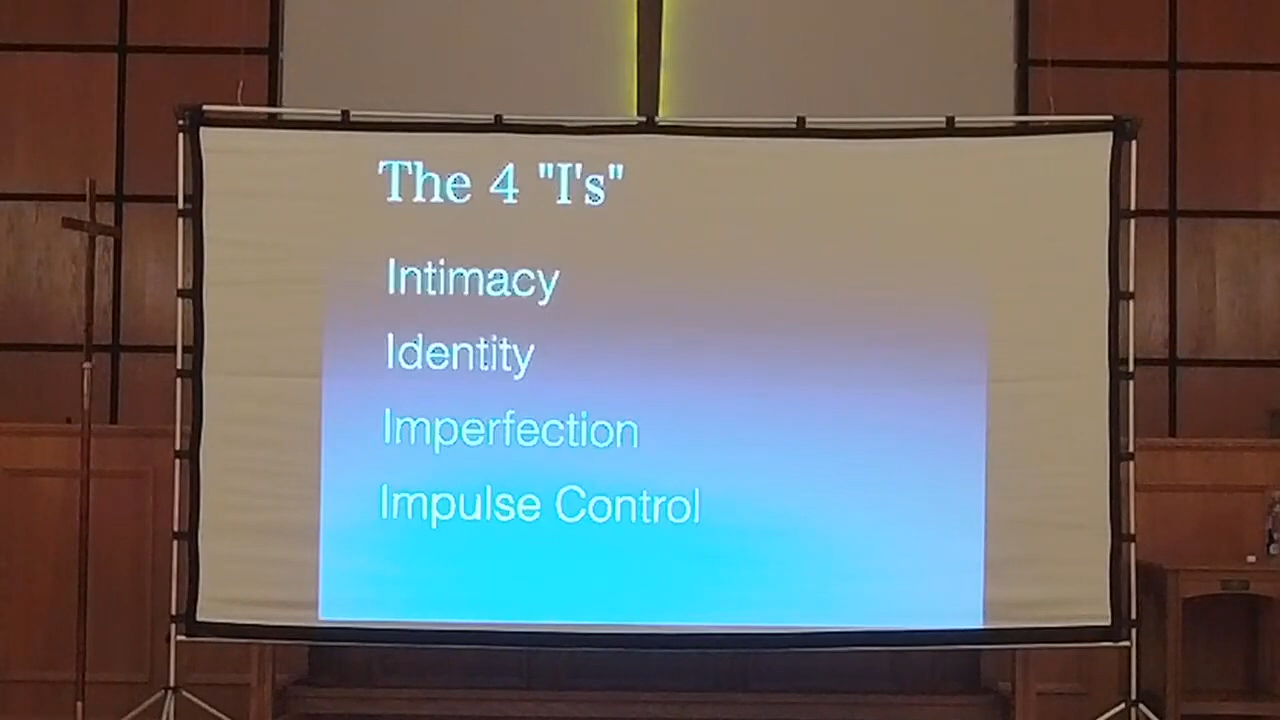 The 4 "I's"
Intimacy
Identity
Imperfection
Impulse Control